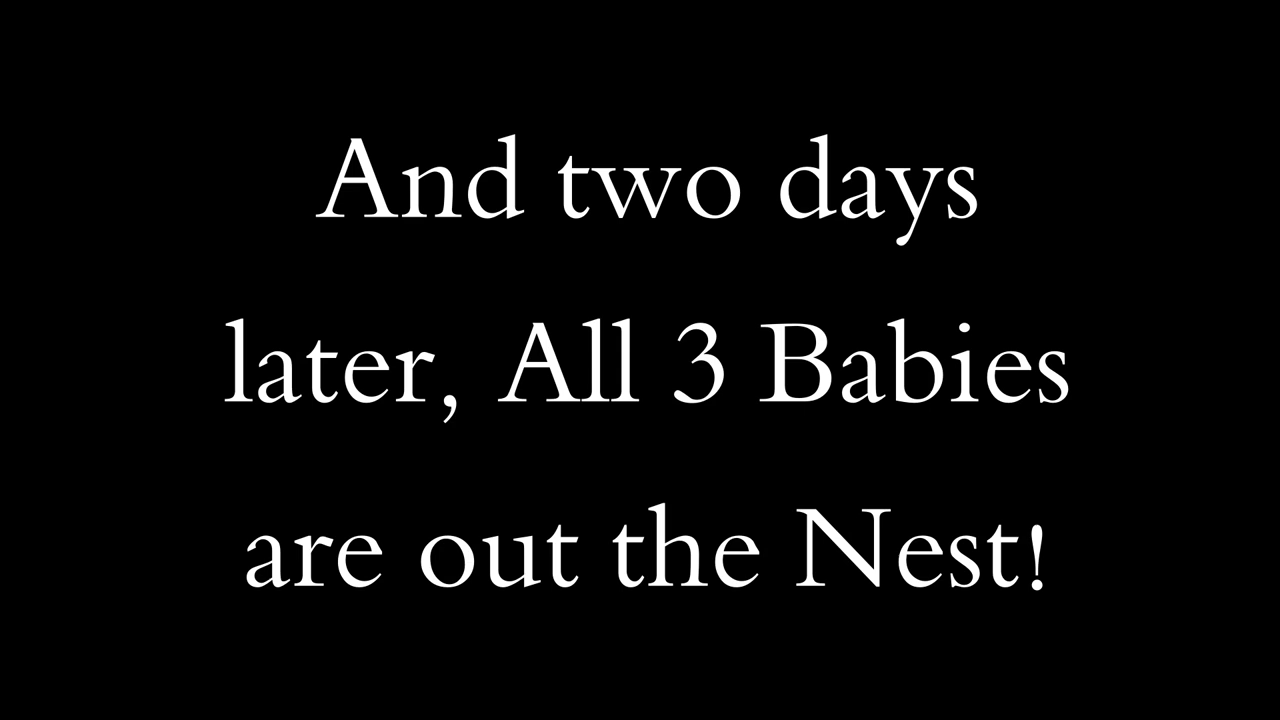 And two days
later, All 3 Babies
are out the Nest!